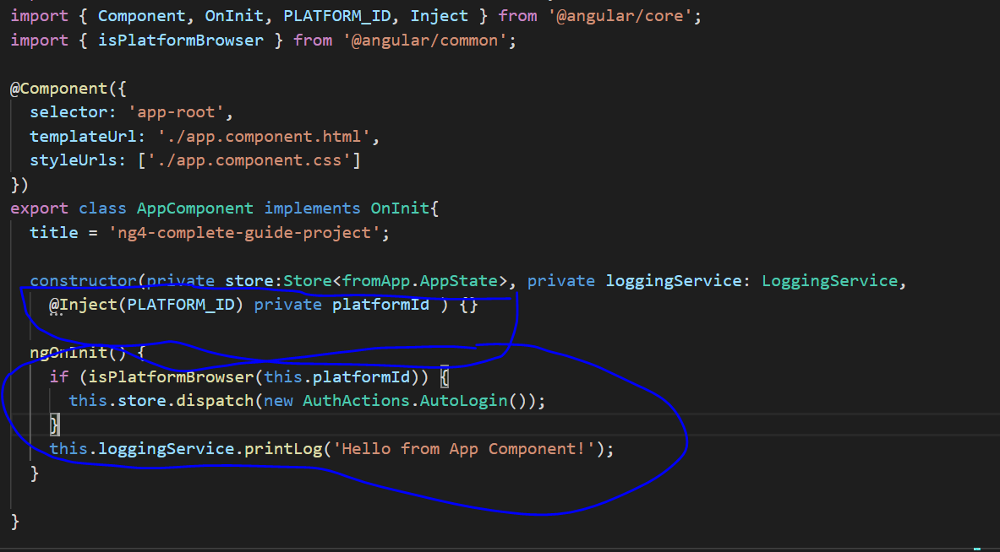 import { Component, OnInit, PLATFORM_ID, Inject } from '@angular/core';
import { isPlatformBrowser } from '@angular/common';
@Component({
selector: 'app-root',
templateUrl: './app.component.html',
styleUrls: ['./app.component.css']
})
export class AppComponent implements OnInit{
title = 'ng4-complete-guide-project';
constructor(private store:Store<fromApp.AppState>, private loggingService: LoggingService,
@Inject(PLATFORM_ID) private platformId ) {}
ngOnInit() {
if (isPlatformBrowser(this.platformId)) {
this.store.dispatch(new AuthActions.AutoLogin());
}
this.loggingService.printLog('Hello from App Component!');
}
}